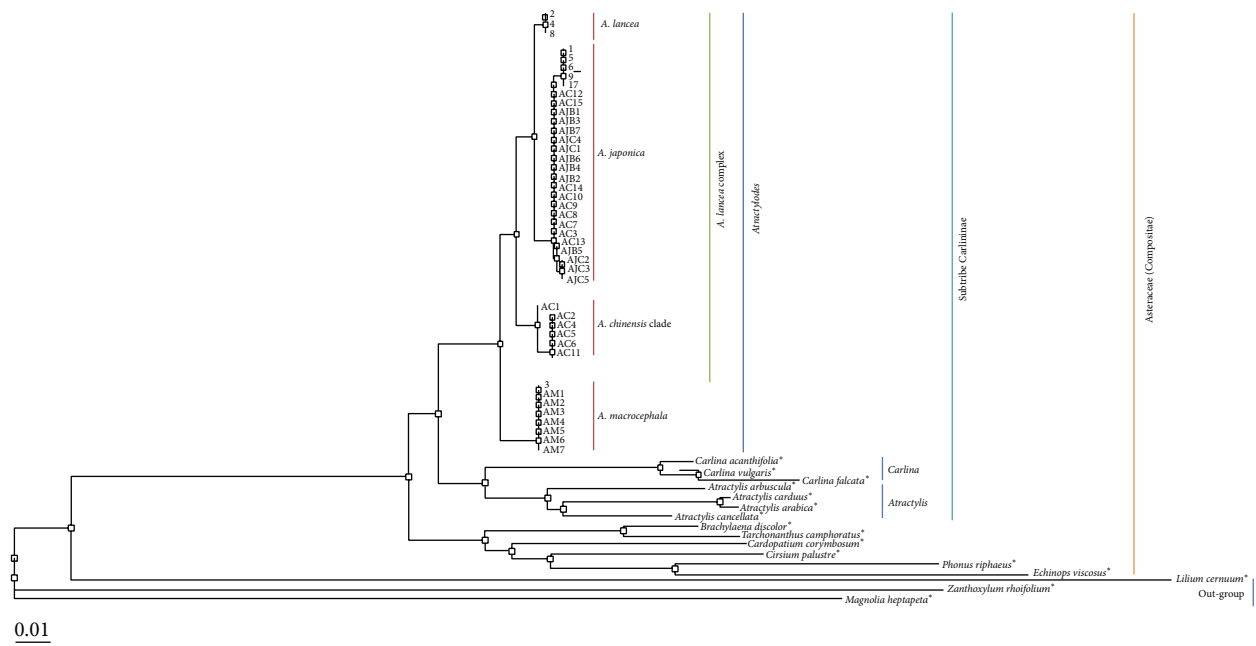 2
4
8
A. lancea
1
5
6
9
17
AC12
AC15
AJB1
AJB3
AJB7
AJC4
AJC1
AJB6
AJB4
AJB2
AC14
AC10
AC9
AC8
AC7
AC3
AC13
AJB5
AJC2
AJC3
AJC5
A. japonica
AC1
AC2
AC4
AC5
AC6
AC11
A. chinensis clade
3
AM1
AM2
AM3
AM4
AM5
AM6
AM7
A. macrocephala
A. lancea complex
Atractylodes
Subtribe Carlininae
Asteraceae (Compositae)
Carlina acanthifolia*
Carlina vulgaris*
Carlina falcata*
Carlina
Atractylis arbuscula*
Atractylis carduus*
Atractylis arabica*
Atractylis cancellata*
Atractylis
Brachylaena discolor*
Tarchonanthus camphoratus*
Cardopatium corymbosum*
Cirsium palustre*
Phonus riphaeus*
Echinops viscosus*
Lilium cernuum*
Zanthoxylum rhoifolium*
Magnolia heptapeta*
Out-group
0.01